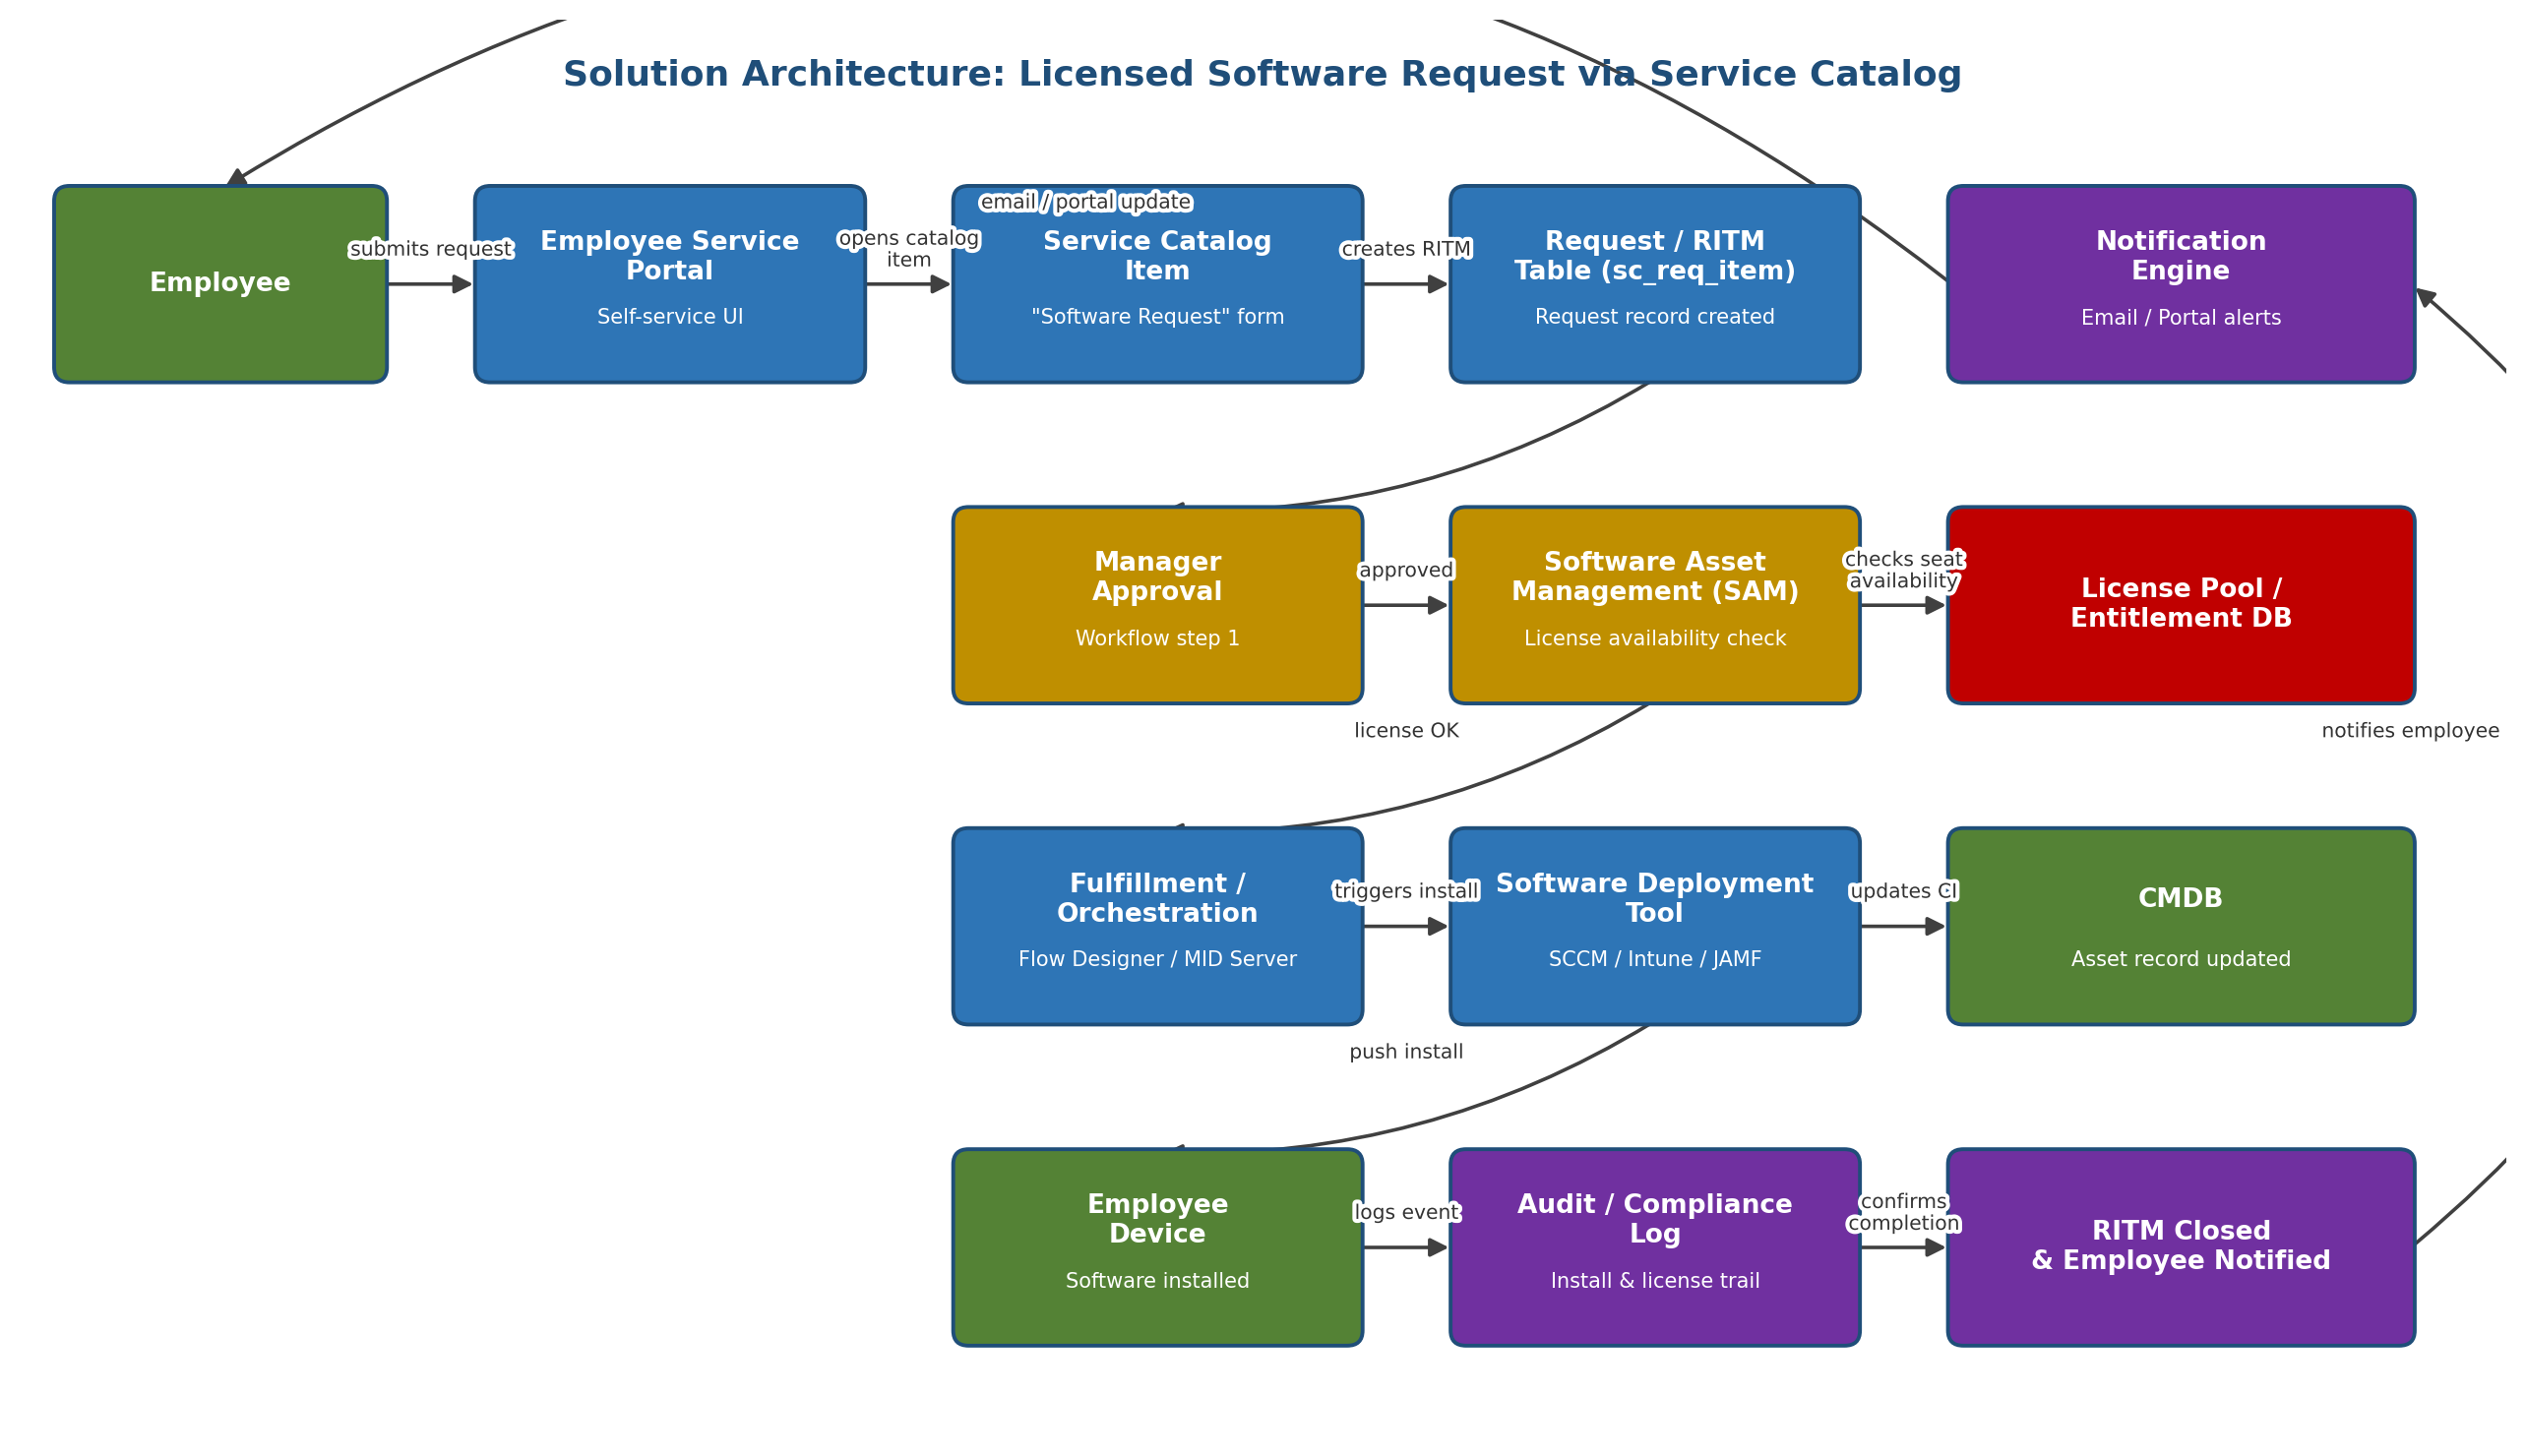 Solution Architecture: Licensed Software Request via Service Catalog
Employee
submits request
Employee Service
Portal
Self-service UI
opens catalog
item
email / portal update
Service Catalog
Item
"Software Request" form
creates RITM
Request / RITM
Table (sc_req_item)
Request record created
Notification
Engine
Email / Portal alerts
Manager
Approval
Workflow step 1
approved
Software Asset
Management (SAM)
License availability check
checks seat
availability
License Pool /
Entitlement DB
license OK
notifies employee
Fulfillment /
Orchestration
Flow Designer / MID Server
triggers install
Software Deployment
Tool
SCCM / Intune / JAMF
updates CI
CMDB
Asset record updated
push install
Employee
Device
Software installed
logs event
Audit / Compliance
Log
Install & license trail
confirms
completion
RITM Closed
& Employee Notified